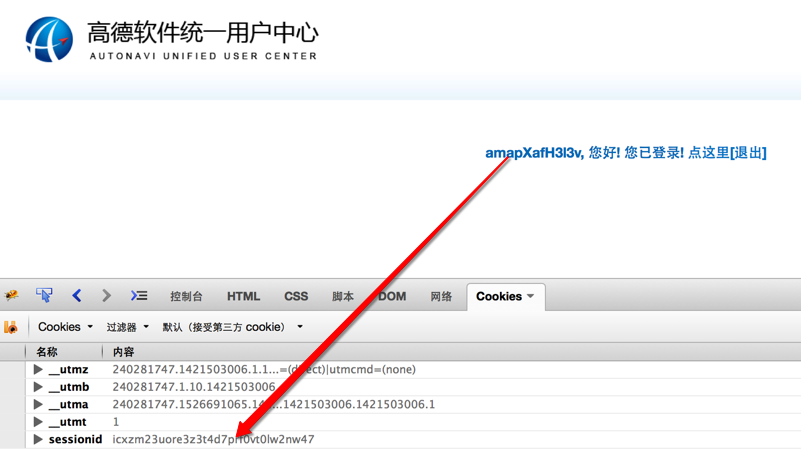 高德软件统一用户中心
AUTONAVI UNIFIED USER CENTER
amapXafH3l3v, 您好! 您已登录! 点这里[退出]
控制台 HTML CSS 脚本 DOM 网络 Cookies
Cookies 过滤器 默认（接受第三方 cookie）
名称 内容
__utmz 240281747.1421503006.1.1...=(direct)|utmcmd=(none)
__utmb 240281747.1.10.1421503006
__utma 240281747.1526691065.14...1421503006.1421503006.1
__utmt 1
sessionid